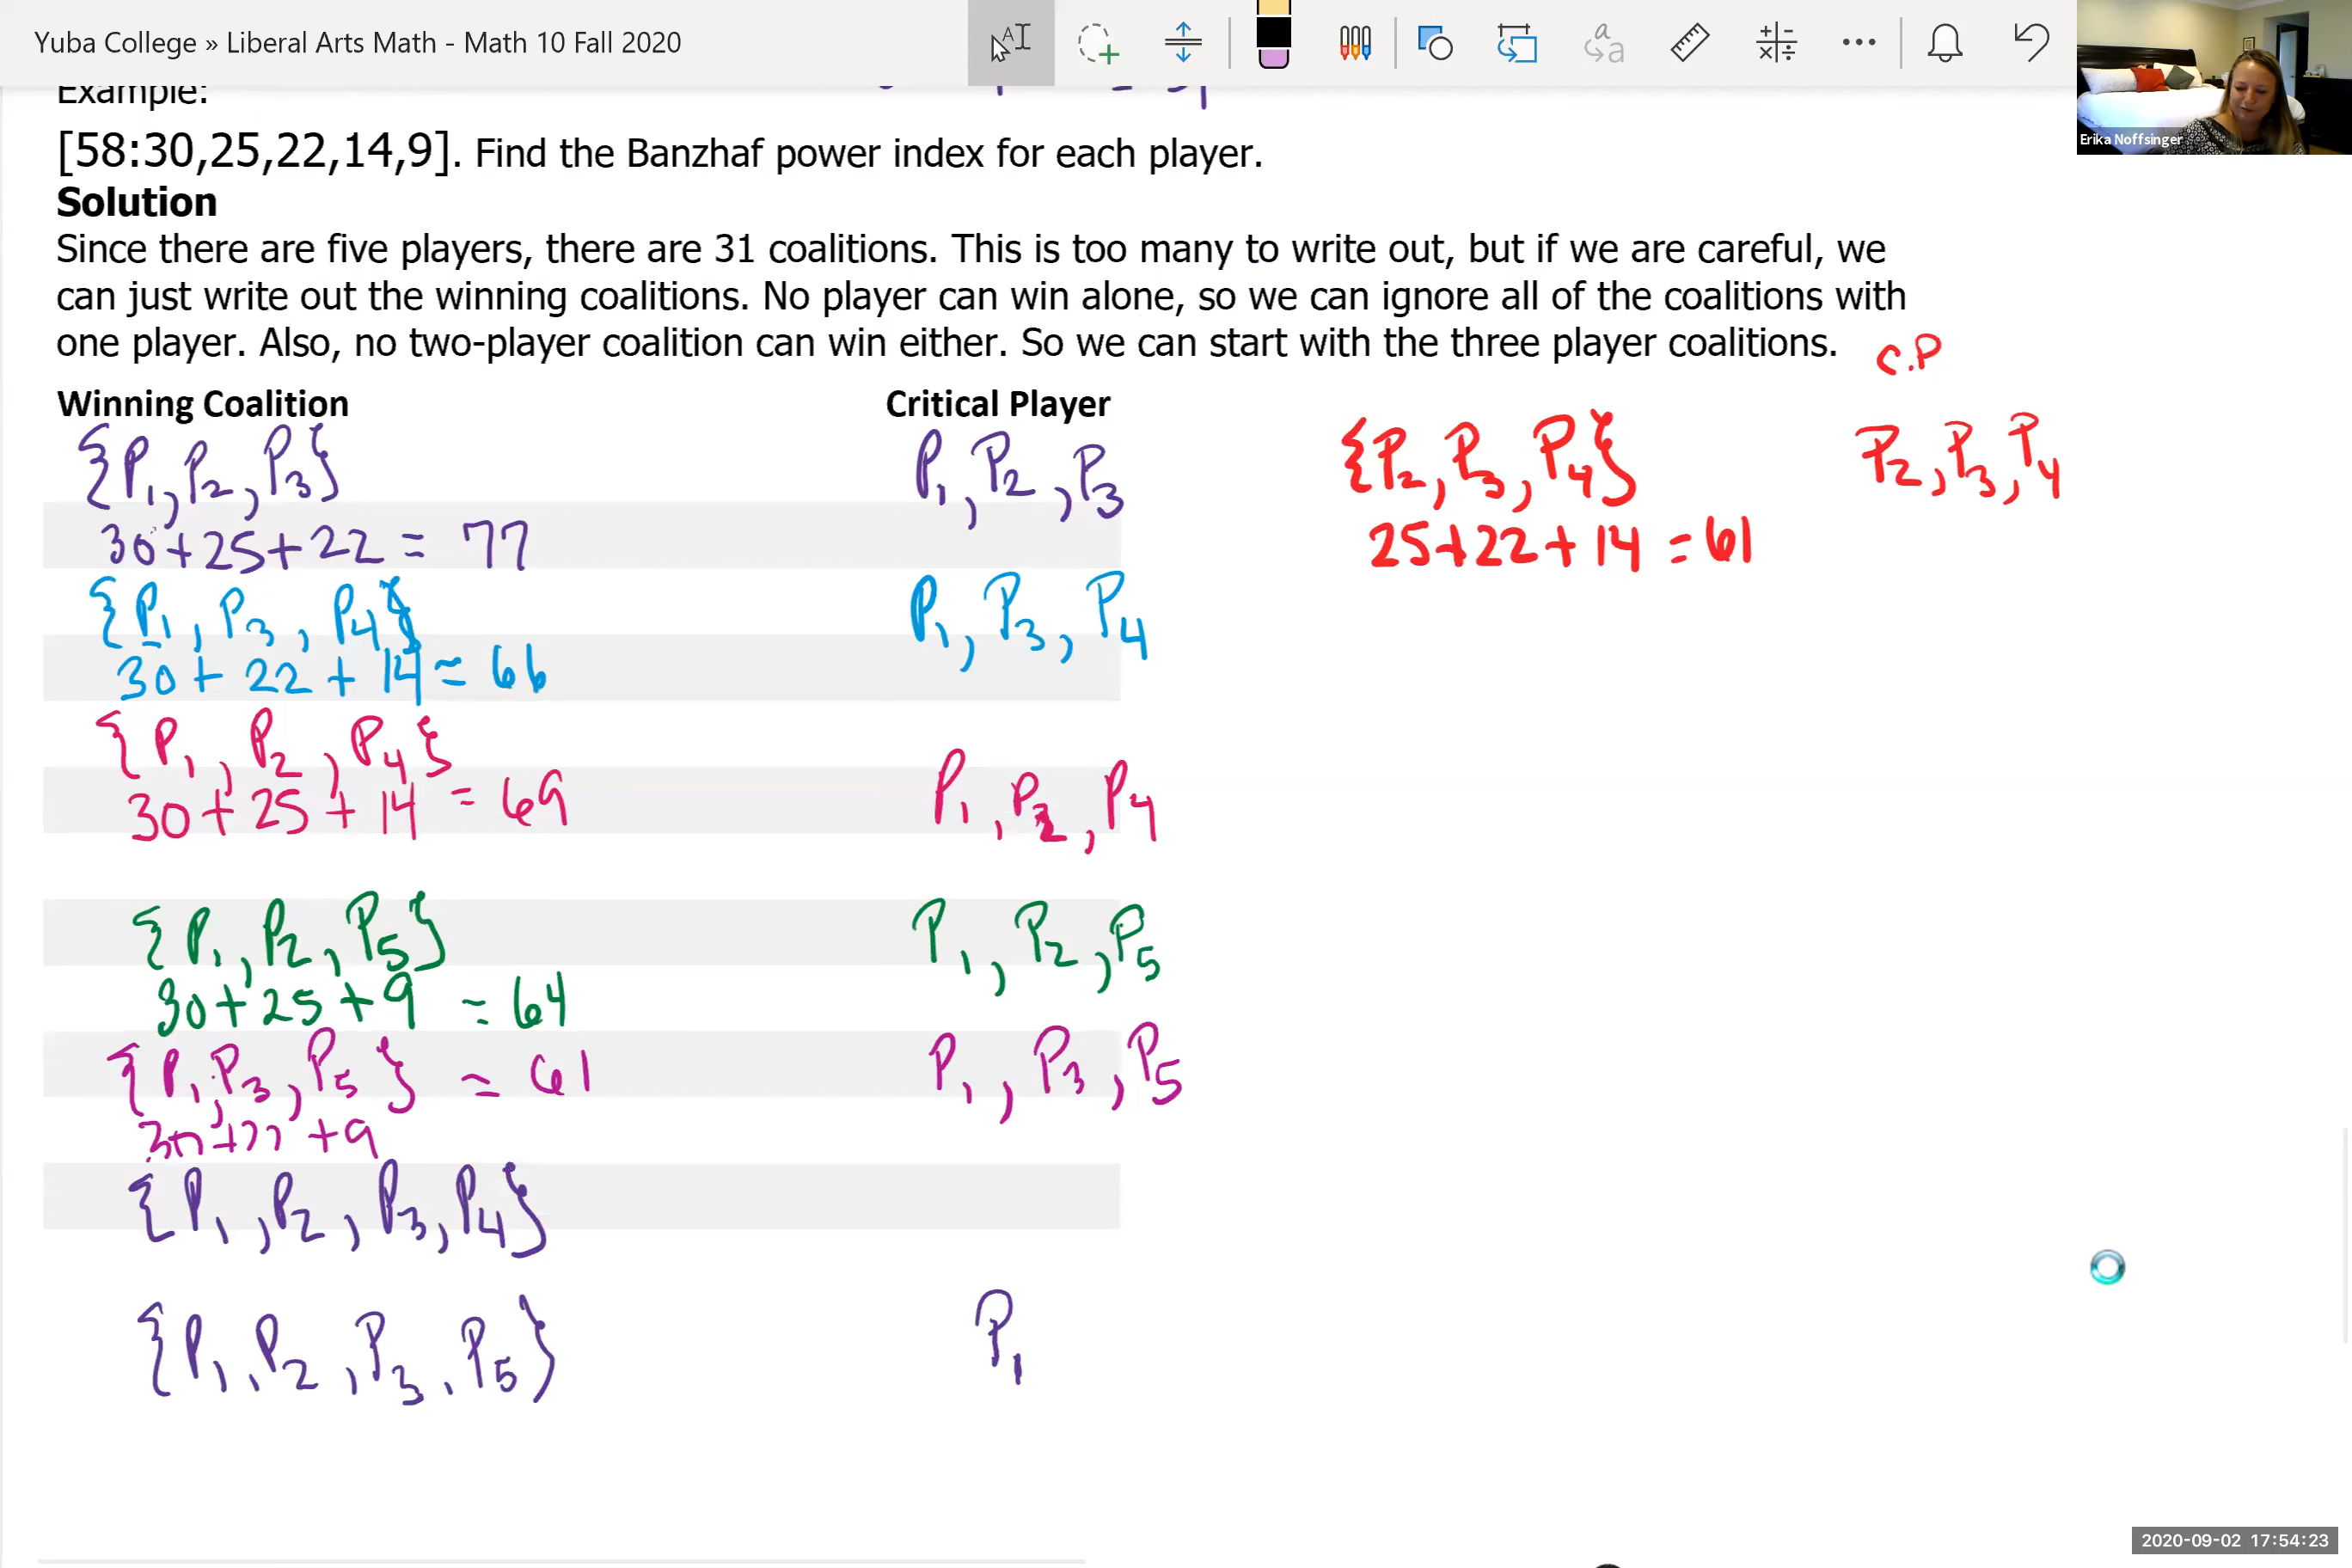 Yuba College » Liberal Arts Math - Math 10 Fall 2020
Erika Noffsinger
Example:
[58:30,25,22,14,9]. Find the Banzhaf power index for each player.
Solution
Since there are five players, there are 31 coalitions. This is too many to write out, but if we are careful, we
can just write out the winning coalitions. No player can win alone, so we can ignore all of the coalitions with
one player. Also, no two-player coalition can win either. So we can start with the three player coalitions.
C.P
Winning Coalition Critical Player
{P1, P2, P3} P1, P2, P3 {P2, P3, P4} P2, P3, P4
30+25+22 = 77 25+22+14 = 61
{P1, P3, P4} P1, P3, P4
30+22+14 = 66
{P1, P2, P4} P1, P2, P4
30+25+14 = 69
{P1, P2, P5} P1, P2, P5
30+25+9 = 64
{P1, P3, P5} = 61 P1, P3, P5
30+22+9
{P1, P2, P3, P4}
{P1, P2, P3, P5} P1
2020-09-02 17:54:23